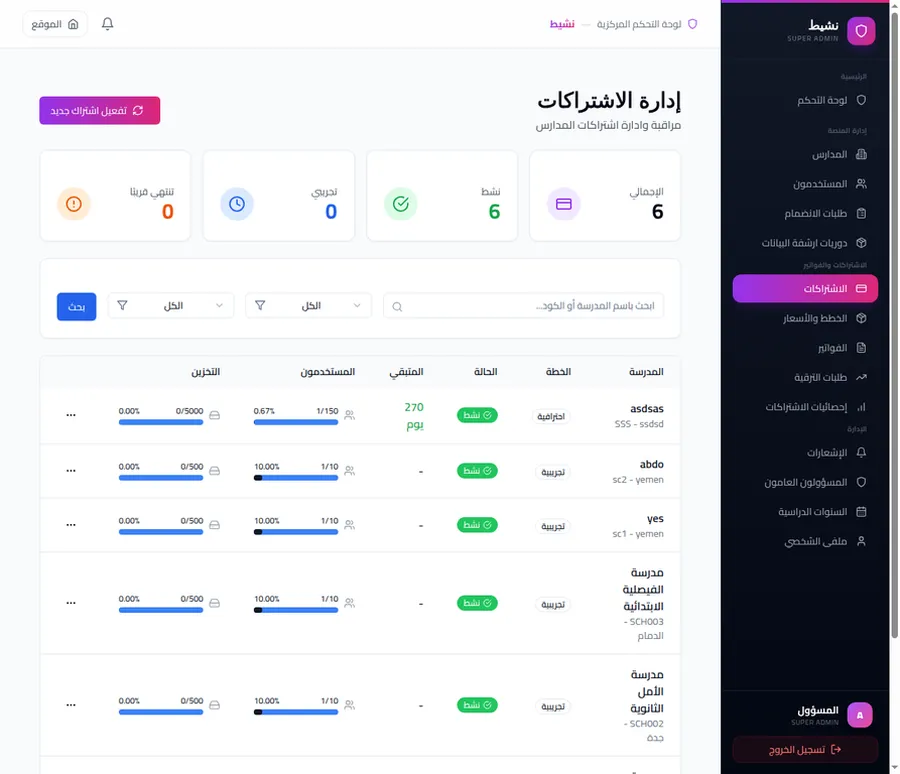 نشيط
SUPER ADMIN
الرئيسية
لوحة التحكم
إدارة المنصة
المدارس
المستخدمون
طلبات الانضمام
دوريات ارشفة البيانات
الاشتراكات والفواتير
الاشتراكات
الخطط والأسعار
الفواتير
طلبات الترقية
إحصائيات الاشتراكات
الإدارة
الإشعارات
المسؤولون العامون
السنوات الدراسية
ملفي الشخصي
A
المسؤول
SUPER ADMIN
تسجيل الخروج
لوحة التحكم المركزية — نشيط
الموقع
إدارة الاشتراكات
مراقبة وادارة اشتراكات المدارس
تفعيل اشتراك جديد
الإجمالي
6
نشط
6
تجريبي
0
تنتهي قريبًا
0
ابحث باسم المدرسة أو الكود...
الكل
الكل
بحث
المدرسة الخطة الحالة المتبقي المستخدمون التخزين
asdsas
SSS - ssdsd
احترافية
نشط
270
يوم
1/150 0.67%
0/5000 0.00%
...
abdo
sc2 - yemen
تجريبية
نشط
-
1/10 10.00%
0/500 0.00%
...
yes
sc1 - yemen
تجريبية
نشط
-
1/10 10.00%
0/500 0.00%
...
مدرسة
الفيصلية
الابتدائية
SCH003 -
الدمام
تجريبية
نشط
-
1/10 10.00%
0/500 0.00%
...
مدرسة
الأمل
الثانوية
SCH002 -
جدة
تجريبية
نشط
-
1/10 10.00%
0/500 0.00%
...